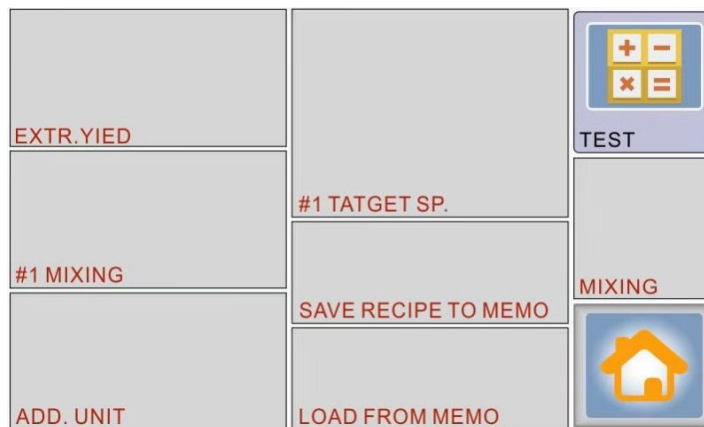 EXTR.YIED
#1 TATGET SP.
TEST
#1 MIXING
SAVE RECIPE TO MEMO
MIXING
ADD. UNIT
LOAD FROM MEMO